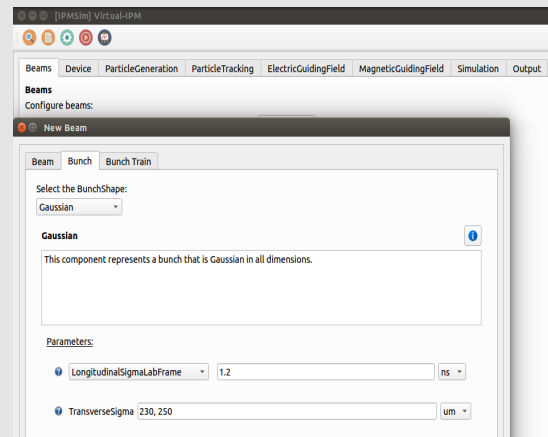 [IPMSim] Virtual-IPM
Beams Device ParticleGeneration ParticleTracking ElectricGuidingField MagneticGuidingField Simulation Output
Beams
Configure beams:
New Beam
Beam Bunch Bunch Train
Select the BunchShape:
Gaussian
Gaussian
This component represents a bunch that is Gaussian in all dimensions.
Parameters:
LongitudinalSigmaLabFrame 1.2 ns
TransverseSigma 230, 250 um